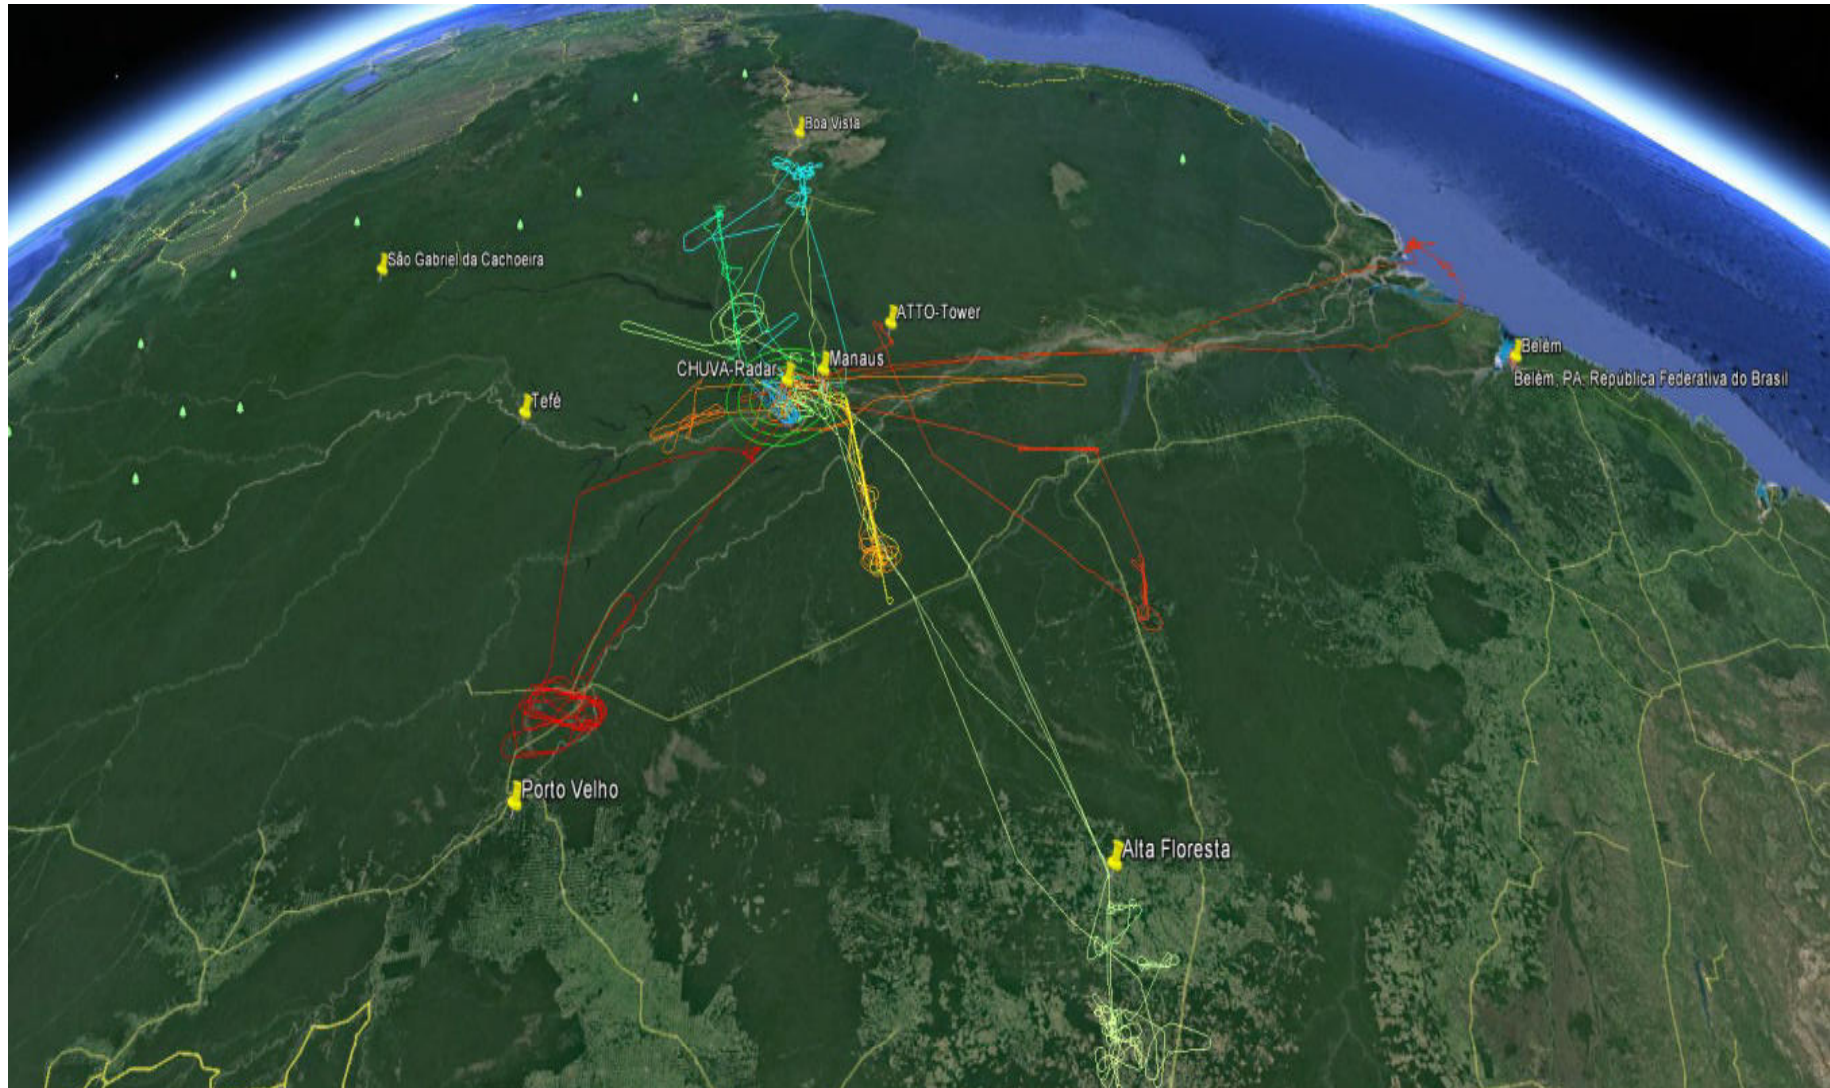 Boa Vista
São Gabriel da Cachoeira
ATTO-Tower
Manaus
CHUVA-Radar
Belém
Belém, PA, República Federativa do Brasil
Tefé
Porto Velho
Alta Floresta